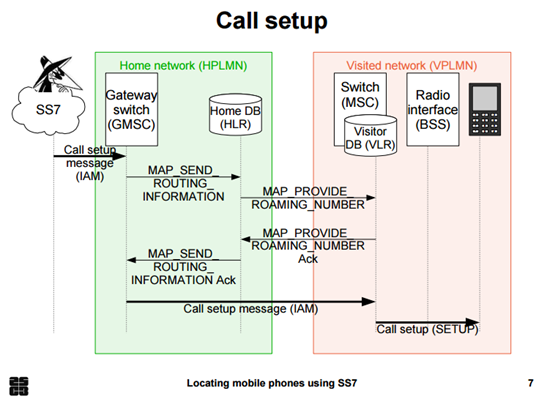 Call setup
Home network (HPLMN)
Visited network (VPLMN)
SS7
Gateway
switch
(GMSC)
Home DB
(HLR)
Switch
(MSC)
Visitor
DB (VLR)
Radio
interface
(BSS)
Call setup
message
(IAM)
MAP_SEND_
ROUTING_
INFORMATION
MAP_PROVIDE_
ROAMING_NUMBER
MAP_PROVIDE_
ROAMING_NUMBER
Ack
MAP_SEND_
ROUTING_
INFORMATION Ack
Call setup message (IAM)
Call setup (SETUP)
Locating mobile phones using SS7
7